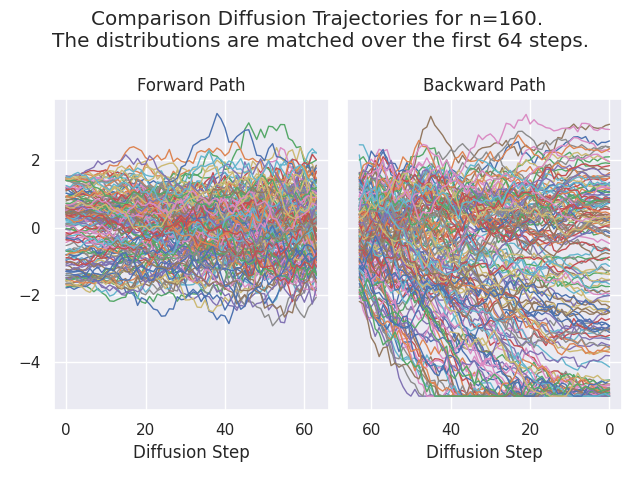 Comparison Diffusion Trajectories for n=160.
The distributions are matched over the first 64 steps.
Forward Path
Backward Path
2
0
−2
−4
0
20
40
60
60
40
20
0
Diffusion Step
Diffusion Step